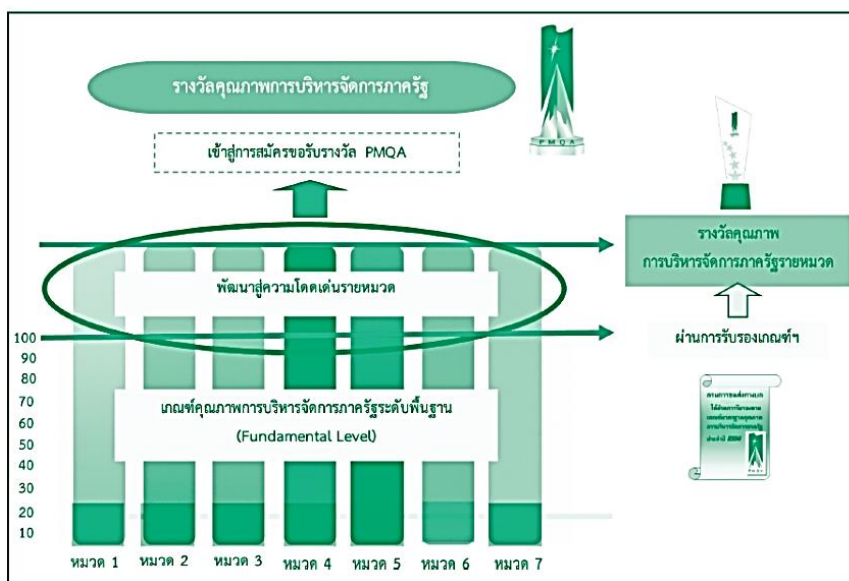 รางวัลคุณภาพการบริหารจัดการภาครัฐ
PMQA
เข้าสู่การสมัครขอรับรางวัล PMQA
รางวัลคุณภาพ
การบริหารจัดการภาครัฐรายหมวด
พัฒนาสู่ความโดดเด่นรายหมวด
ผ่านการรับรองเกณฑ์ฯ
100
90
80
70
60
50
40
30
20
10
เกณฑ์คุณภาพการบริหารจัดการภาครัฐระดับพื้นฐาน
(Fundamental Level)
หมวด 1 หมวด 2 หมวด 3 หมวด 4 หมวด 5 หมวด 6 หมวด 7